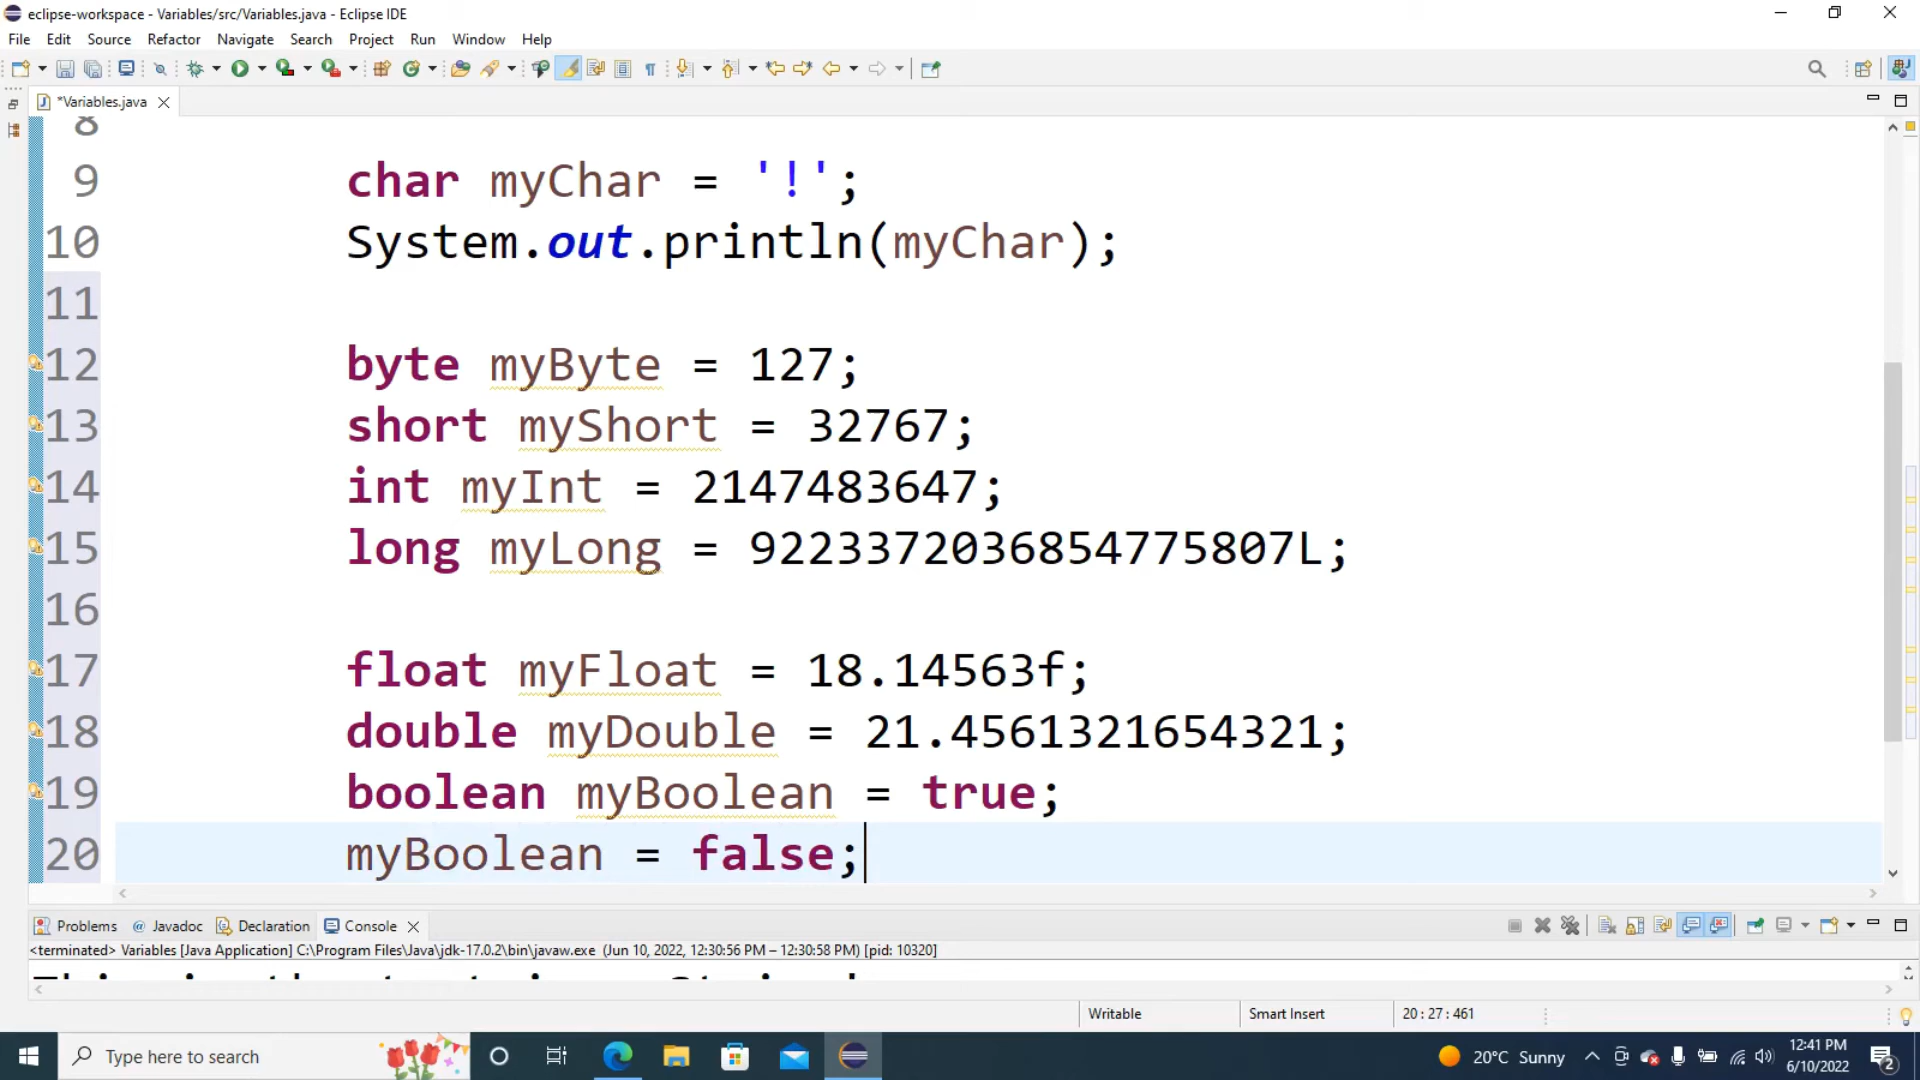 eclipse-workspace - Variables/src/Variables.java - Eclipse IDE
File Edit Source Refactor Navigate Search Project Run Window Help
*Variables.java
8
9 char myChar = '!';
10 System.out.println(myChar);
11
12 byte myByte = 127;
13 short myShort = 32767;
14 int myInt = 2147483647;
15 long myLong = 9223372036854775807L;
16
17 float myFloat = 18.14563f;
18 double myDouble = 21.4561321654321;
19 boolean myBoolean = true;
20 myBoolean = false;
Problems @ Javadoc Declaration Console
<terminated> Variables [Java Application] C:\Program Files\Java\jdk-17.0.2\bin\javaw.exe (Jun 10, 2022, 12:30:56 PM – 12:30:58 PM) [pid: 10320]
Writable Smart Insert 20 : 27 : 461
Type here to search
20°C Sunny
12:41 PM
6/10/2022
2